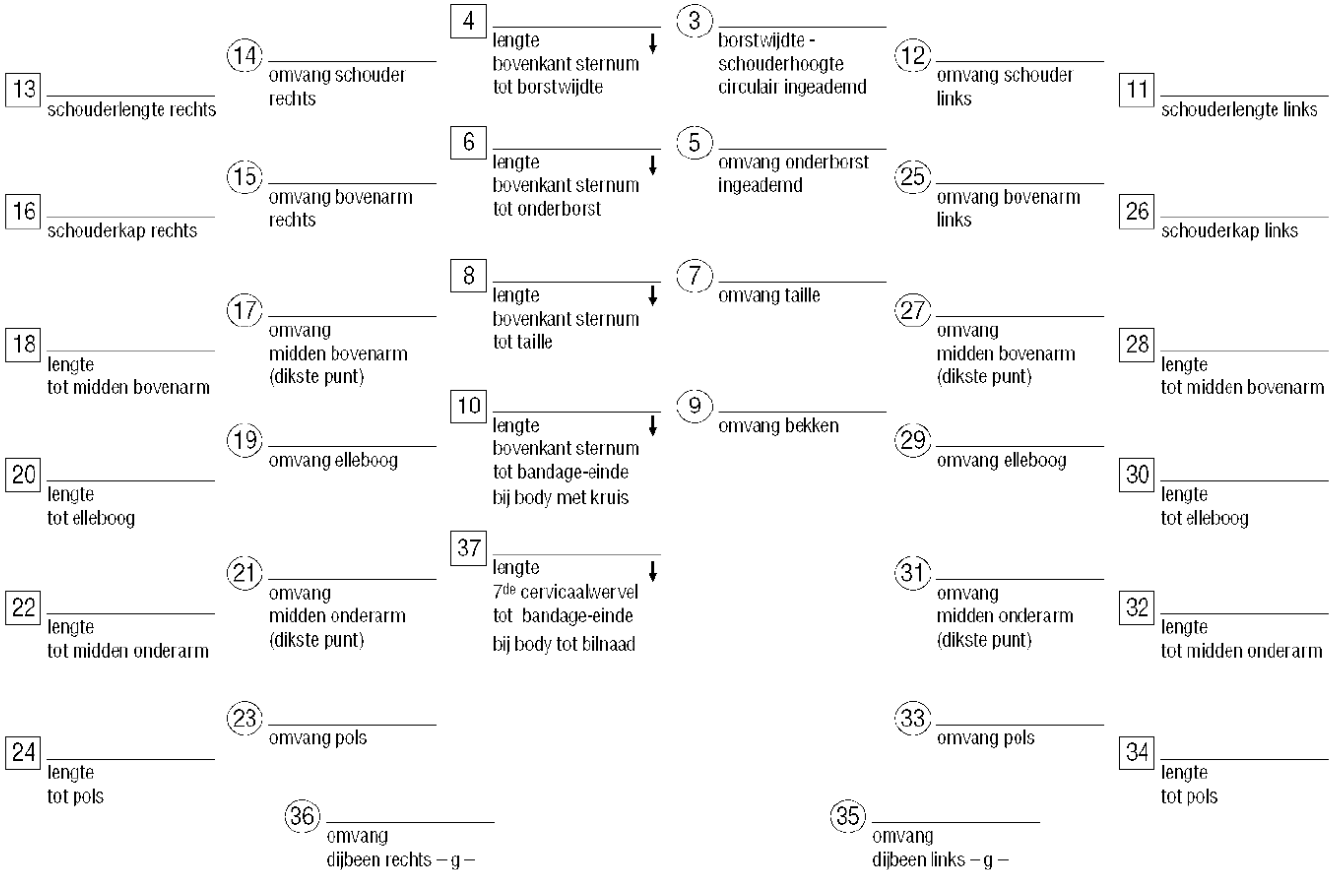 4
lengte
bovenkant sternum
tot borstwijdte
3
borstwijdte -
schouderhoogte
circulair ingeademd
14
omvang schouder
rechts
12
omvang schouder
links
13
schouderlengte rechts
11
schouderlengte links
6
lengte
bovenkant sternum
tot onderborst
5
omvang onderborst
ingeademd
15
omvang bovenarm
rechts
25
omvang bovenarm
links
16
schouderkap rechts
26
schouderkap links
8
lengte
bovenkant sternum
tot taille
7
omvang taille
17
omvang
midden bovenarm
(dikste punt)
27
omvang
midden bovenarm
(dikste punt)
18
lengte
tot midden bovenarm
28
lengte
tot midden bovenarm
10
lengte
bovenkant sternum
tot bandage-einde
bij body met kruis
9
omvang bekken
19
omvang elleboog
29
omvang elleboog
20
lengte
tot elleboog
30
lengte
tot elleboog
37
lengte
7de cervicaalwervel
tot bandage-einde
bij body tot bilnaad
21
omvang
midden onderarm
(dikste punt)
31
omvang
midden onderarm
(dikste punt)
22
lengte
tot midden onderarm
32
lengte
tot midden onderarm
23
omvang pols
33
omvang pols
24
lengte
tot pols
34
lengte
tot pols
36
omvang
dijbeen rechts – g –
35
omvang
dijbeen links – g –